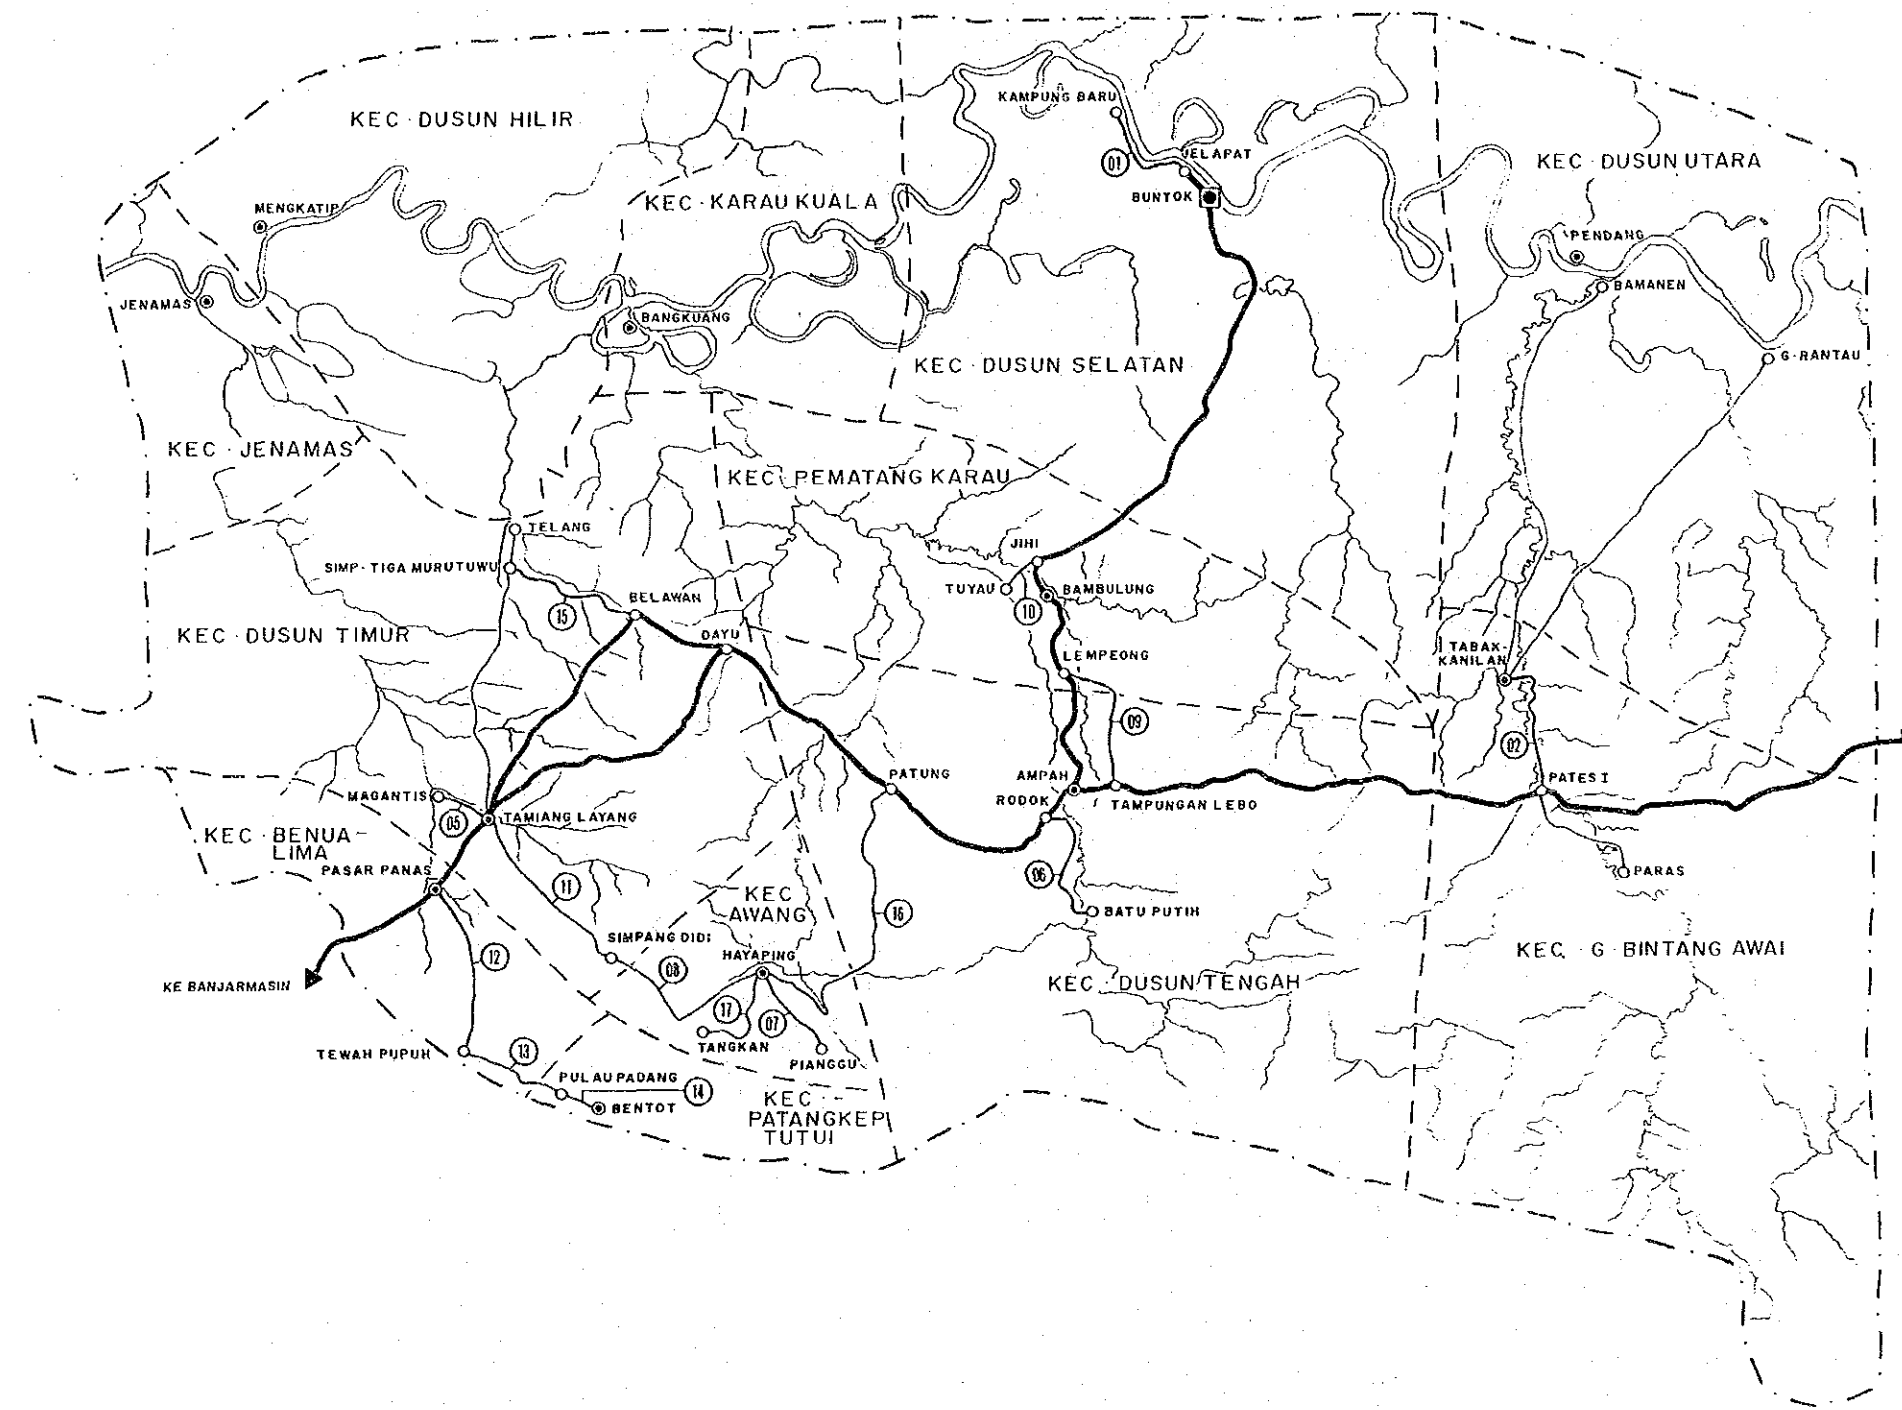 KEC · DUSUN HILIR
KAMPUNG BARU
01
JELAPAT
BUNTOK
KEC · DUSUN UTARA
MENGKATIP
KEC · KARAU KUALA
PENDANG
BAMANEN
JENAMAS
BANGKUANG
G · RANTAU
KEC · DUSUN SELATAN
KEC · JENAMAS
KEC · PEMATANG KARAU
TELANG
JIHI
SIMP · TIGA MURUTUWU
TUYAU
BAMBULUNG
10
BELAWAN
15
KEC · DUSUN TIMUR
DAYU
LEMPEONG
TABAK-
KANILAN
09
02
MAGANTIS
PATUNG
AMPAH
PATESI
RODOK
TAMPUNGAN LEBO
05
TAMIANG LAYANG
KEC · BENUA-
LIMA
PASAR PANAS
06
PARAS
11
KEC
AWANG
16
BATU PUTIH
SIMPANG DIDI
HAYAPING
12
08
KEC · G · BINTANG AWAI
KE BANJARMASIN
KEC · DUSUN TENGAH
17
07
TANGKAN
PIANGGU
TEWAH PUPUH
13
PULAU PADANG
14
BENTOT
KEC ·-
PATANGKEP
TUTUI